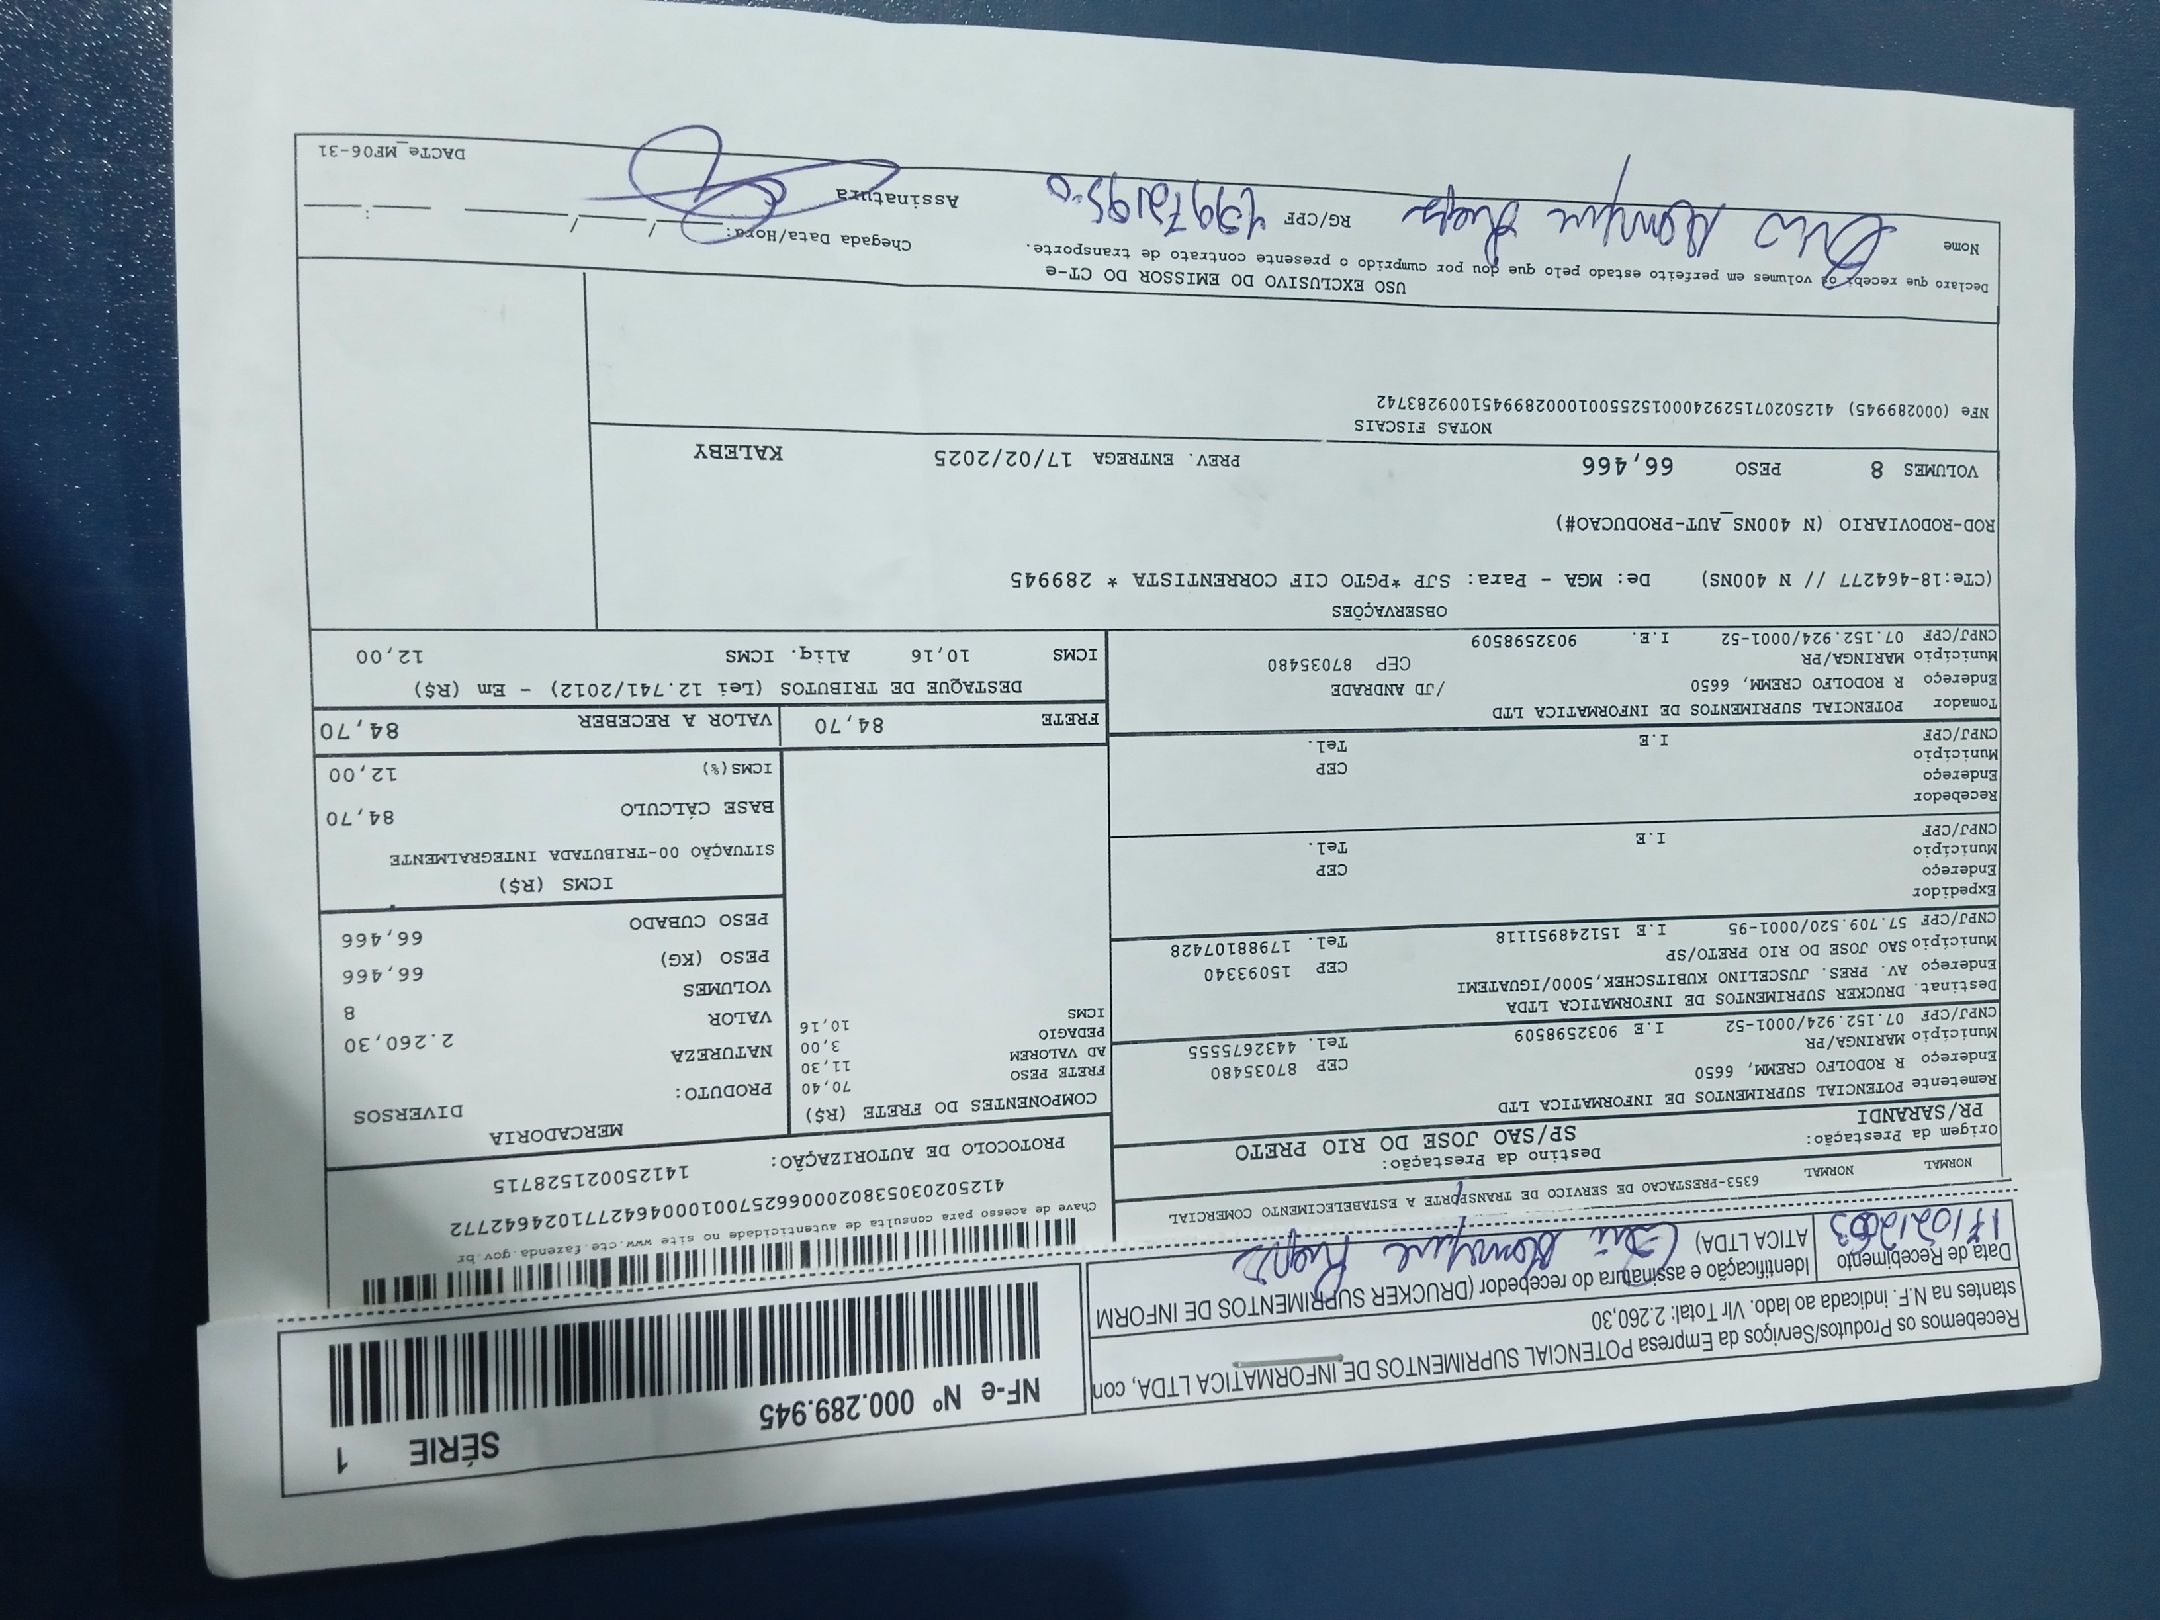 Recebemos os Produtos/Serviços da Empresa POTENCIAL SUPRIMENTOS DE INFORMATICA LTDA, con
stantes na N.F. indicada ao lado. Vlr Total: 2.260,30
Data de Recebimento
17/02/
Identificação e assinatura do recebedor (DRUCKER SUPRIMENTOS DE INFORM
ATICA LTDA)
NF-e Nº 000.289.945
SÉRIE 1
NORMAL NORMAL 6353-PRESTACAO DE SERVICO DE TRANSPORTE A ESTABELECIMENTO COMERCIAL
Origem da Prestação:
PR/SARANDI
Destino da Prestação:
SP/SAO JOSE DO RIO PRETO
Chave de acesso para consulta de autenticidade no site www.cte.fazenda.gov.br
41250203053802000662570010004642771024642772
PROTOCOLO DE AUTORIZAÇÃO: 141250021528715
Remetente POTENCIAL SUPRIMENTOS DE INFORMATICA LTD
Endereço R RODOLFO CREMM, 6650
Município MARINGA/PR CEP 87035480
CNPJ/CPF 07.152.924/0001-52 I.E 9032598509 Tel. 4432675555
Destinat. DRUCKER SUPRIMENTOS DE INFORMATICA LTDA
Endereço AV. PRES. JUSCELINO KUBITSCHEK,5000/IGUATEMI
Município SAO JOSE DO RIO PRETO/SP CEP 15093340
CNPJ/CPF 57.709.520/0001-95 I.E 151248951118 Tel. 17988107428
Expedidor
Endereço
Município CEP
CNPJ/CPF I.E Tel.
Recebedor
Endereço
Município CEP
CNPJ/CPF I.E Tel.
Tomador POTENCIAL SUPRIMENTOS DE INFORMATICA LTD
Endereço R RODOLFO CREMM, 6650 /JD ANDRADE
Município MARINGA/PR CEP 87035480
CNPJ/CPF 07.152.924/0001-52 I.E. 9032598509
COMPONENTES DO FRETE (R$)
FRETE PESO 70,40
AD VALOREM 11,30
PEDAGIO 3,00
ICMS 10,16
MERCADORIA
PRODUTO: DIVERSOS
NATUREZA
VALOR 2.260,30
VOLUMES 8
PESO (KG) 66,466
PESO CUBADO 66,466
ICMS (R$)
SITUAÇÃO 00-TRIBUTADA INTEGRALMENTE
BASE CÁLCULO 84,70
ICMS(%) 12,00
FRETE 84,70 VALOR A RECEBER 84,70
DESTAQUE DE TRIBUTOS (Lei 12.741/2012) - Em (R$)
ICMS 10,16 Aliq. ICMS 12,00
OBSERVAÇÕES
(CTe:18-464277 // N 400NS) De: MGA - Para: SJP *PGTO CIF CORRENTISTA * 289945
ROD-RODOVIARIO (N 400NS_AUT-PRODUCAO#)
VOLUMES 8 PESO 66,466 PREV. ENTREGA 17/02/2025 KALEBY
NOTAS FISCAIS
NFe (000289945) 41250207152924000152550010002899451009283742
USO EXCLUSIVO DO EMISSOR DO CT-e
Declaro que recebi os volumes em perfeito estado pelo que dou por cumprido o presente contrato de transporte.
Chegada Data/Hora: / / :
Nome
RG/CPF
Assinatura
DACTe_MF06-31